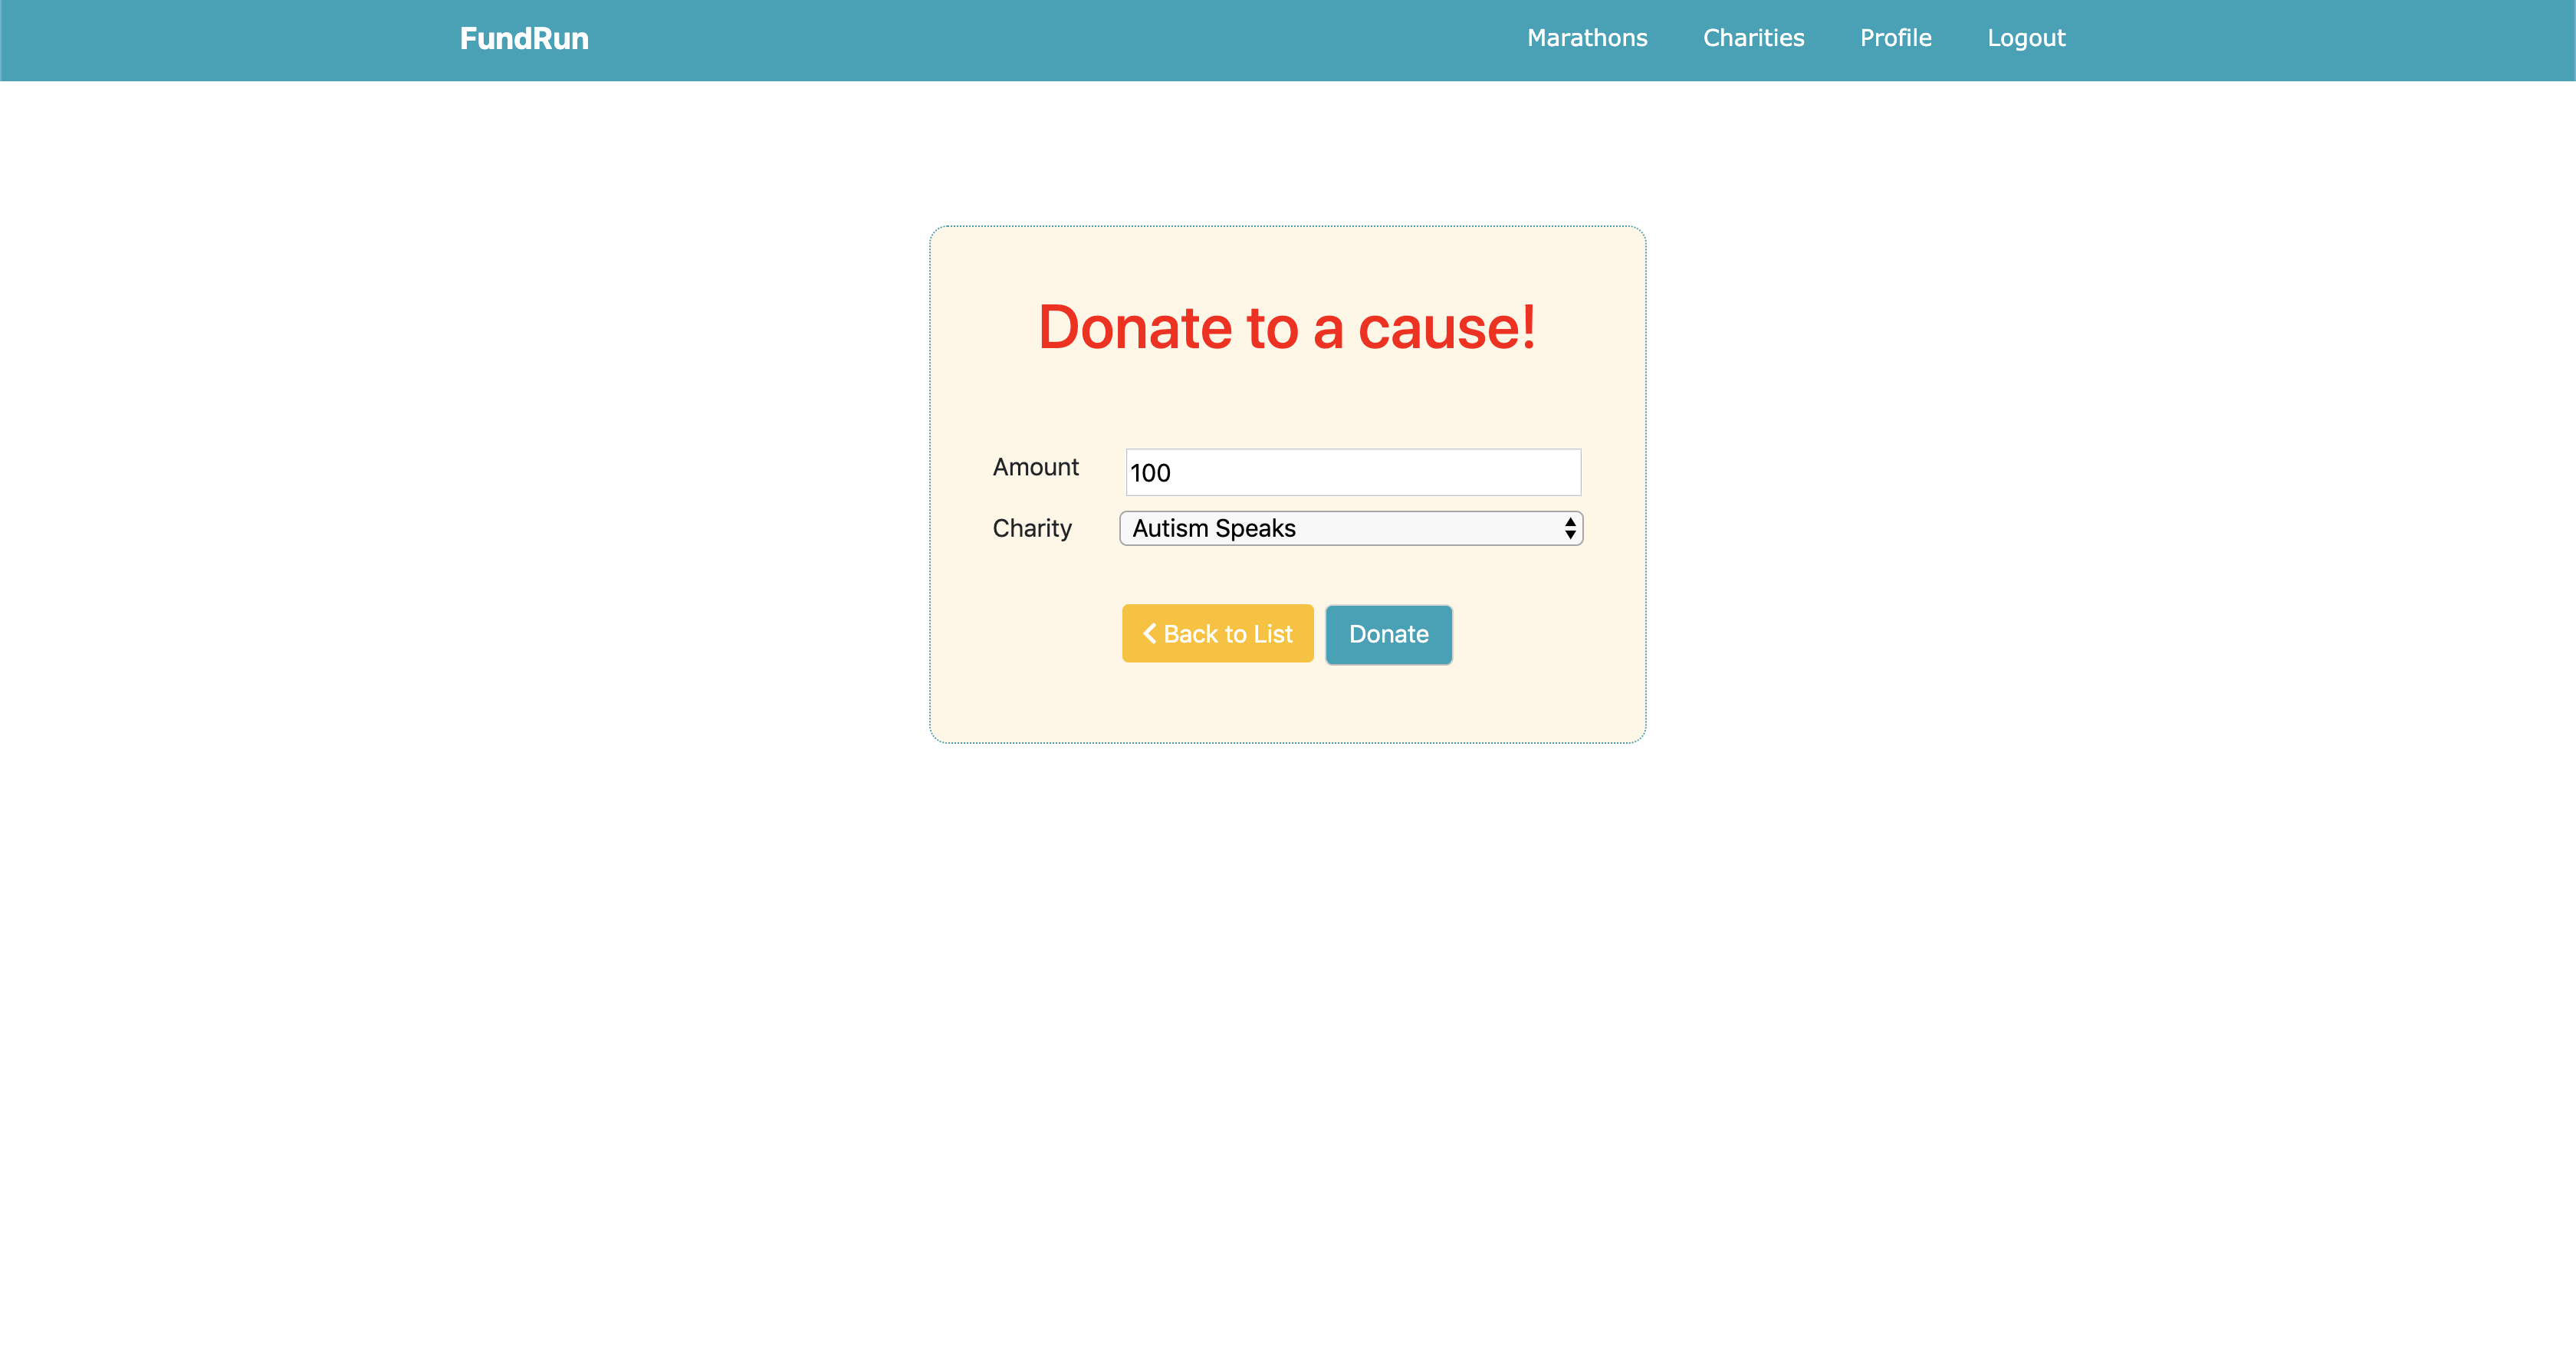 FundRun Marathons Charities Profile Logout
Donate to a cause!
Amount 100
Charity Autism Speaks
Back to List Donate